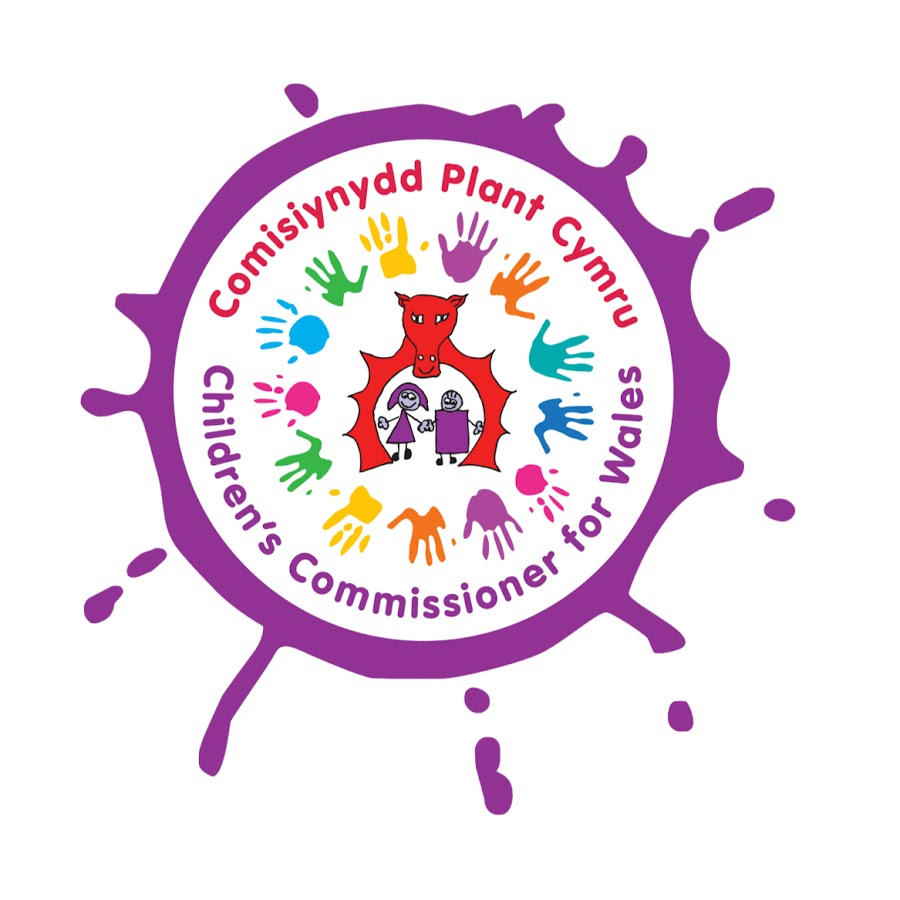 Comisiynydd Plant Cymru
Children's Commissioner for Wales